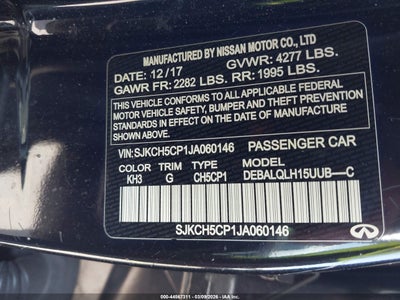 MANUFACTURED BY NISSAN MOTOR CO., LTD.
DATE: 12/17 GVWR: 4277 LBS.
GAWR FR: 2282 LBS. RR: 1995 LBS.
THIS VEHICLE CONFORMS TO ALL APPLICABLE FEDERAL
MOTOR VEHICLE SAFETY, BUMPER AND THEFT PREVENTION
STANDARDS IN EFFECT ON THE DATE OF MANUFACTURE
SHOWN ABOVE.
VIN: SJKCH5CP1JA060146 PASSENGER CAR
COLOR TRIM TYPE MODEL
KH3 G CH5CP1 DEBALQLH15UUB--C
SJKCH5CP1JA060146
000-44567311 - 03/09/2026 - IAA